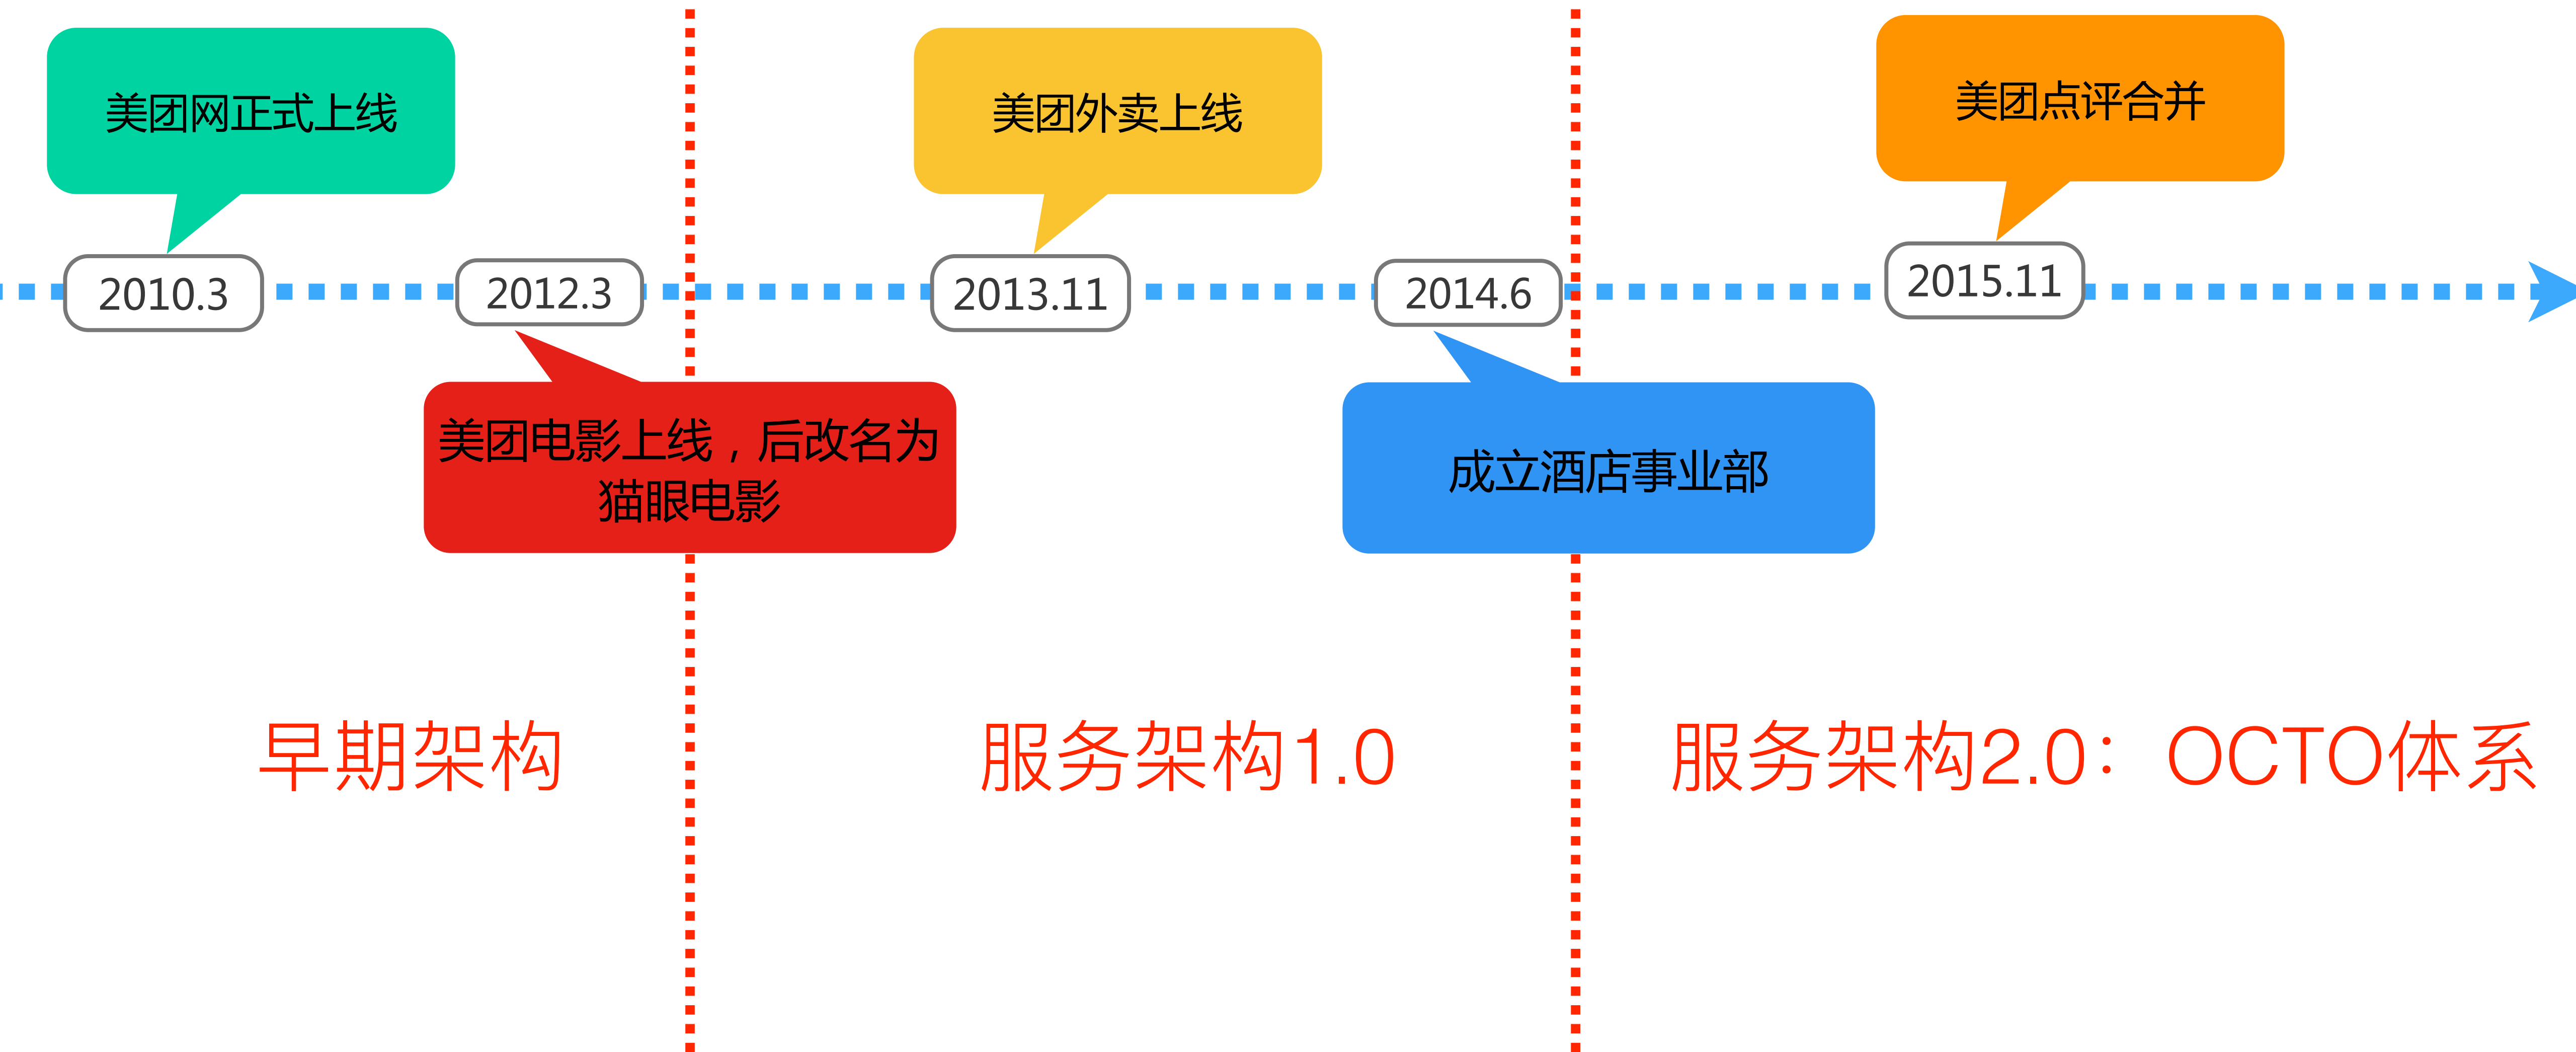 美团网正式上线
美团外卖上线
美团点评合并
2010.3
2012.3
2013.11
2014.6
2015.11
美团电影上线，后改名为
猫眼电影
成立酒店事业部
早期架构
服务架构1.0
服务架构2.0：OCTO体系